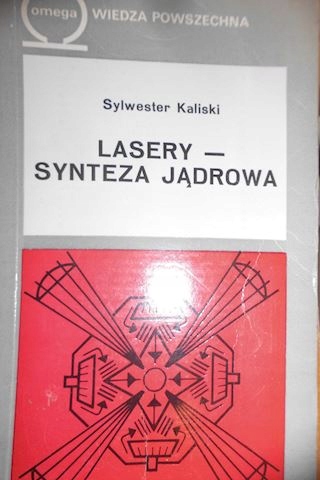 omega WIEDZA POWSZECHNA
Sylwester Kaliski
LASERY —
SYNTEZA JĄDROWA